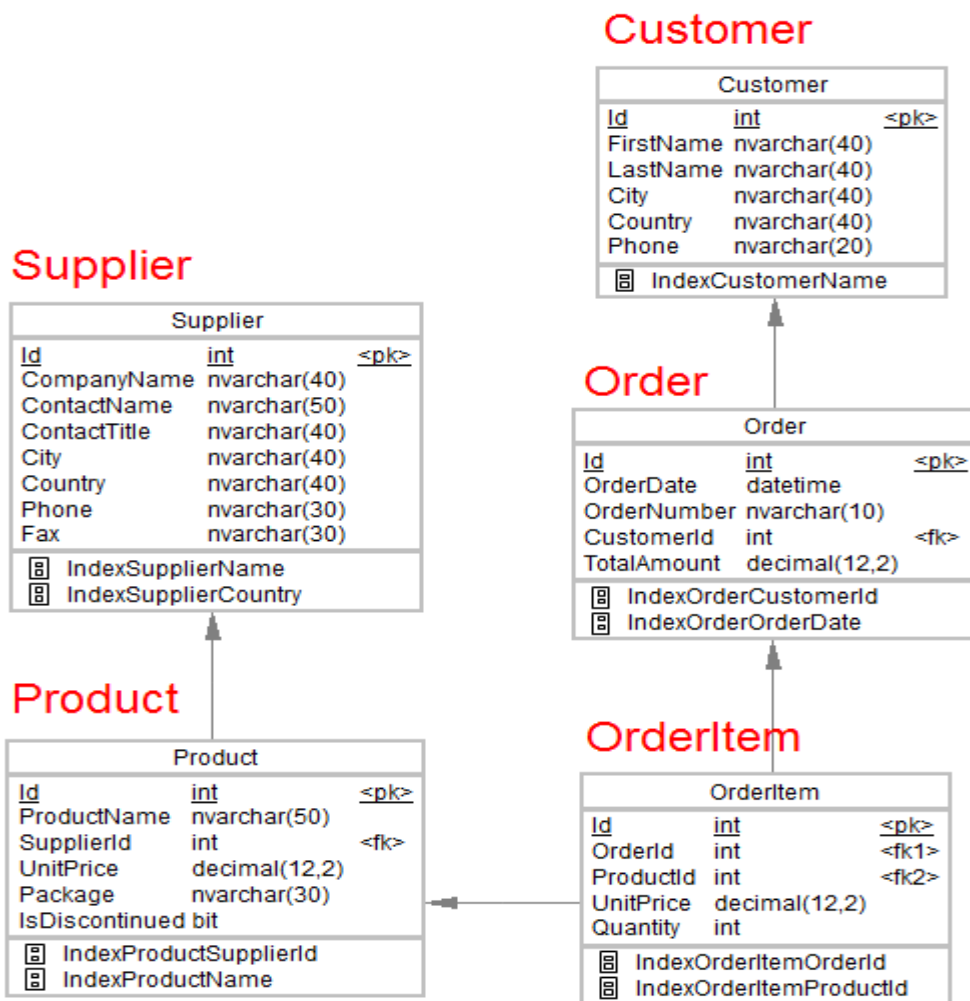 Customer
Customer
Id int <pk>
FirstName nvarchar(40)
LastName nvarchar(40)
City nvarchar(40)
Country nvarchar(40)
Phone nvarchar(20)
IndexCustomerName
Supplier
Supplier
Id int <pk>
CompanyName nvarchar(40)
ContactName nvarchar(50)
ContactTitle nvarchar(40)
City nvarchar(40)
Country nvarchar(40)
Phone nvarchar(30)
Fax nvarchar(30)
IndexSupplierName
IndexSupplierCountry
Order
Order
Id int <pk>
OrderDate datetime
OrderNumber nvarchar(10)
CustomerId int <fk>
TotalAmount decimal(12,2)
IndexOrderCustomerId
IndexOrderOrderDate
Product
Product
Id int <pk>
ProductName nvarchar(50)
SupplierId int <fk>
UnitPrice decimal(12,2)
Package nvarchar(30)
IsDiscontinued bit
IndexProductSupplierId
IndexProductName
OrderItem
OrderItem
Id int <pk>
OrderId int <fk1>
ProductId int <fk2>
UnitPrice decimal(12,2)
Quantity int
IndexOrderItemOrderId
IndexOrderItemProductId